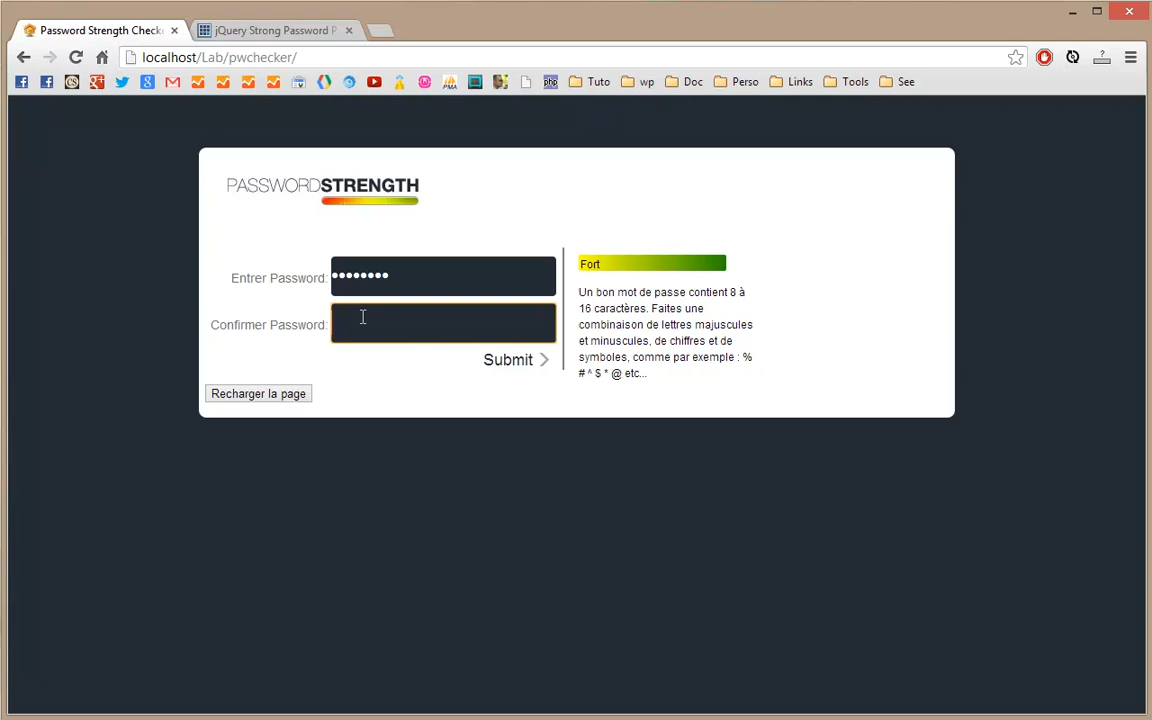 Password Strength Check
jQuery Strong Password P
localhost/Lab/pwchecker/
Tuto
wp
Doc
Perso
Links
Tools
See
PASSWORDSTRENGTH
Entrer Password:
••••••••
Confirmer Password:
Submit
Recharger la page
Fort
Un bon mot de passe contient 8 à
16 caractères. Faites une
combinaison de lettres majuscules
et minuscules, de chiffres et de
symboles, comme par exemple : %
# ^ $ * @ etc...